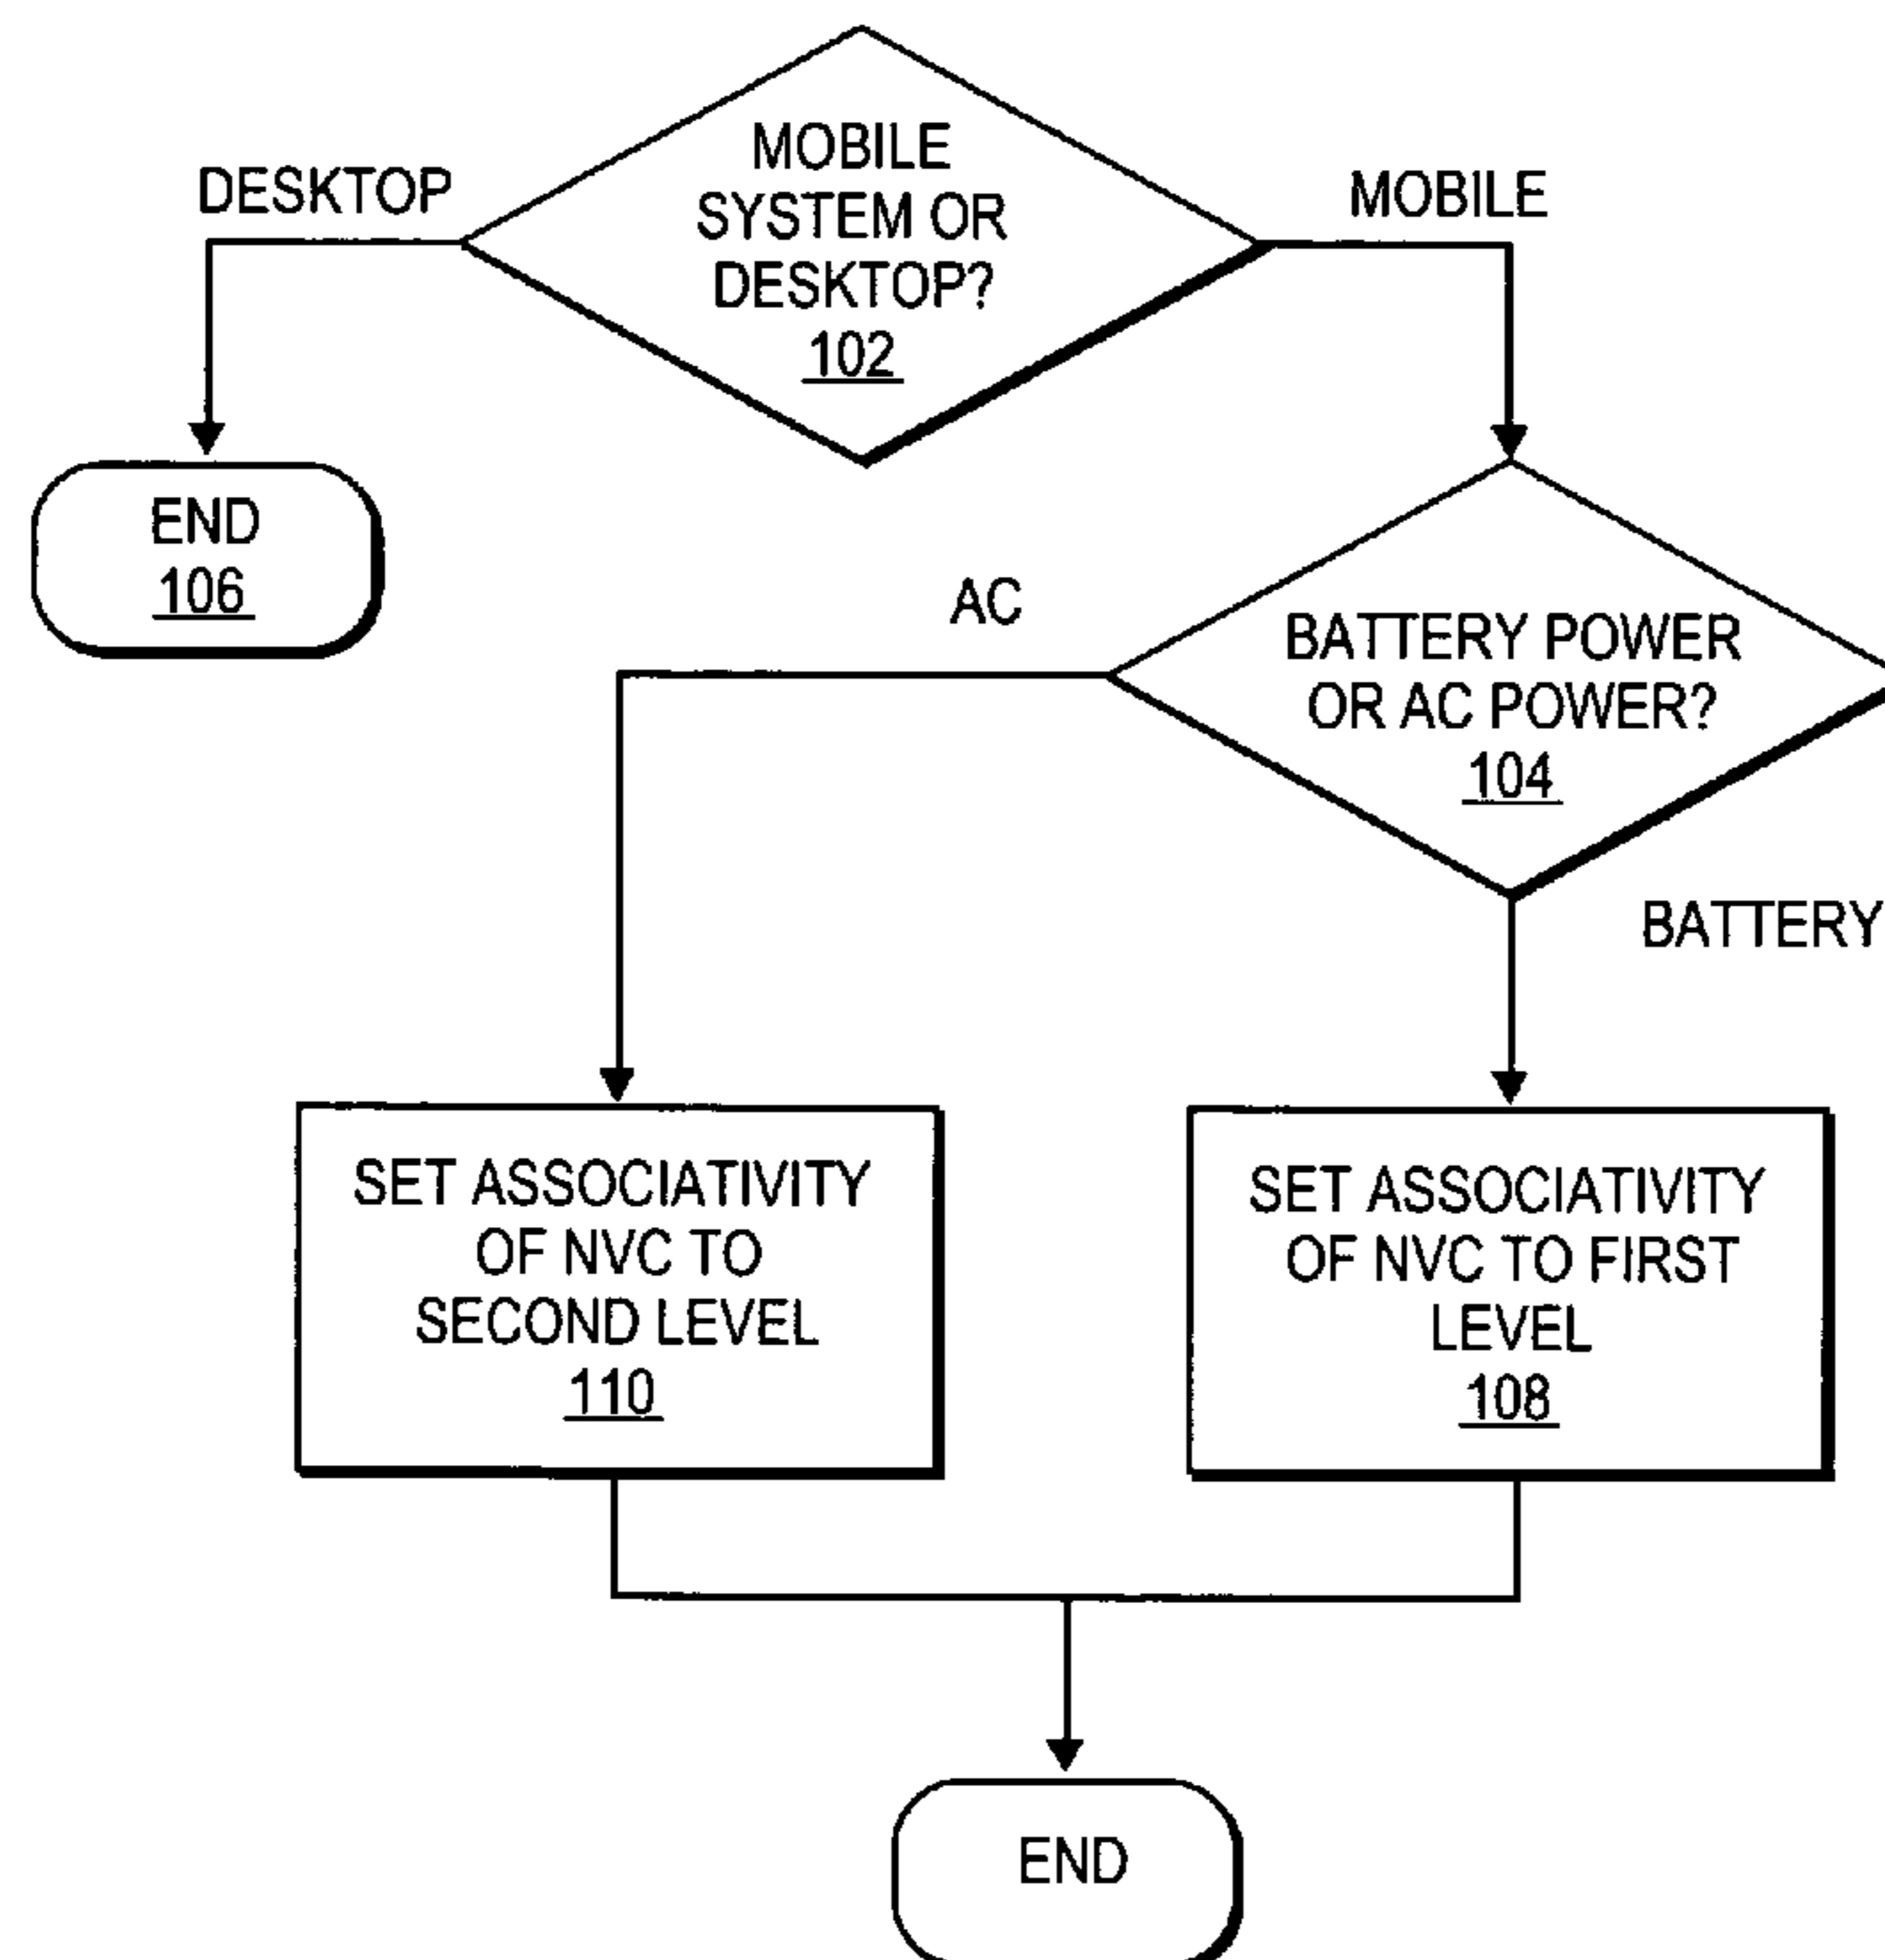 MOBILE
SYSTEM OR
DESKTOP?
102
DESKTOP
MOBILE
END
106
BATTERY POWER
OR AC POWER?
104
AC
BATTERY
SET ASSOCIATIVITY
OF NVC TO
SECOND LEVEL
110
SET ASSOCIATIVITY
OF NVC TO FIRST
LEVEL
108
END